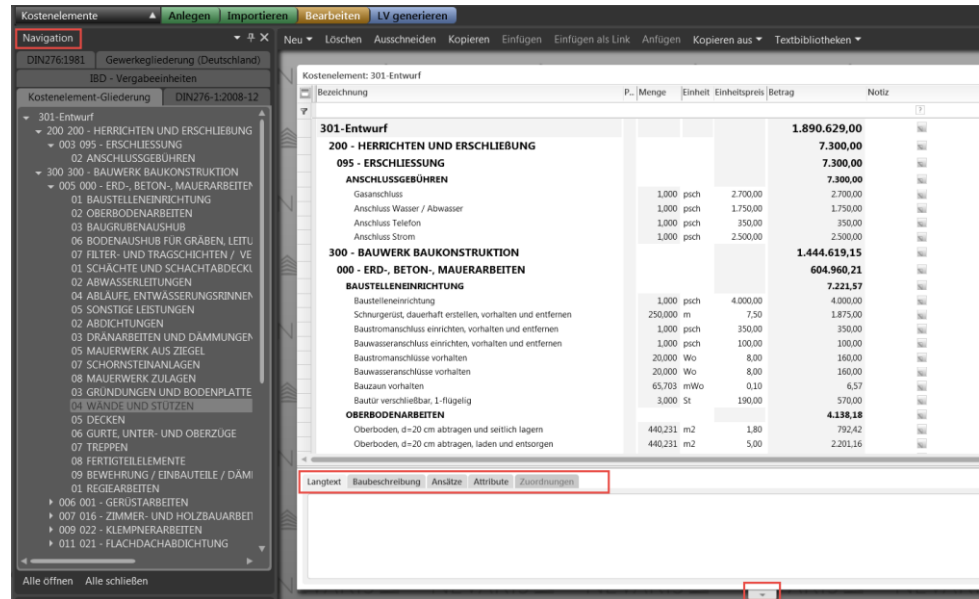 Kostenelemente Anlegen Importieren Bearbeiten LV generieren
Navigation
DIN276:1981 Gewerkegliederung (Deutschland)
IBD - Vergabeeinheiten
Kostenelement-Gliederung DIN276-1:2008-12
301-Entwurf
200 200 - HERRICHTEN UND ERSCHLIEßUNG
003 095 - ERSCHLIESSUNG
02 ANSCHLUSSGEBÜHREN
300 300 - BAUWERK BAUKONSTRUKTION
005 000 - ERD-, BETON-, MAUERARBEITEN
01 BAUSTELLENEINRICHTUNG
02 OBERBODENARBEITEN
03 BAUGRUBENAUSHUB
06 BODENAUSHUB FÜR GRÄBEN, LEITU
07 FILTER- UND TRAGSCHICHTEN / VE
01 SCHÄCHTE UND SCHACHTABDECKU
02 ABWASSERLEITUNGEN
04 ABLÄUFE, ENTWÄSSERUNGSRINNEN
05 SONSTIGE LEISTUNGEN
02 ABDICHTUNGEN
03 DRÄNARBEITEN UND DÄMMUNGEN
05 MAUERWERK AUS ZIEGEL
07 SCHORNSTEINANLAGEN
08 MAUERWERK ZULAGEN
03 GRÜNDUNGEN UND BODENPLATTE
04 WÄNDE UND STÜTZEN
05 DECKEN
06 GURTE, UNTER- UND OBERZÜGE
07 TREPPEN
08 FERTIGTEILELEMENTE
09 BEWEHRUNG / EINBAUTEILE / DÄMI
01 REGIEARBEITEN
006 001 - GERÜSTARBEITEN
007 016 - ZIMMER- UND HOLZBAUARBEIT
009 022 - KLEMPNERARBEITEN
011 021 - FLACHDACHABDICHTUNG
Alle öffnen Alle schließen
Neu Löschen Ausschneiden Kopieren Einfügen Einfügen als Link Anfügen Kopieren aus Textbibliotheken
Kostenelement: 301-Entwurf
Bezeichnung P.. Menge Einheit Einheitspreis Betrag Notiz
301-Entwurf 1.890.629,00
200 - HERRICHTEN UND ERSCHLIEßUNG 7.300,00
095 - ERSCHLIESSUNG 7.300,00
ANSCHLUSSGEBÜHREN 7.300,00
Gasanschluss 1,000 psch 2.700,00 2.700,00
Anschluss Wasser / Abwasser 1,000 psch 1.750,00 1.750,00
Anschluss Telefon 1,000 psch 350,00 350,00
Anschluss Strom 1,000 psch 2.500,00 2.500,00
300 - BAUWERK BAUKONSTRUKTION 1.444.619,15
000 - ERD-, BETON-, MAUERARBEITEN 604.960,21
BAUSTELLENEINRICHTUNG 7.221,57
Baustelleneinrichtung 1,000 psch 4.000,00 4.000,00
Schnurgerüst, dauerhaft erstellen, vorhalten und entfernen 250,000 m 7,50 1.875,00
Baustromanschluss einrichten, vorhalten und entfernen 1,000 psch 350,00 350,00
Bauwasseranschluss einrichten, vorhalten und entfernen 1,000 psch 100,00 100,00
Baustromanschlüsse vorhalten 20,000 Wo 8,00 160,00
Bauwasseranschlüsse vorhalten 20,000 Wo 8,00 160,00
Bauzaun vorhalten 65,703 mWo 0,10 6,57
Bautür verschließbar, 1-flügelig 3,000 St 190,00 570,00
OBERBODENARBEITEN 4.138,18
Oberboden, d=20 cm abtragen und seitlich lagern 440,231 m2 1,80 792,42
Oberboden, d=20 cm abtragen, laden und entsorgen 440,231 m2 5,00 2.201,16
Langtext Baubeschreibung Ansätze Attribute Zuordnungen